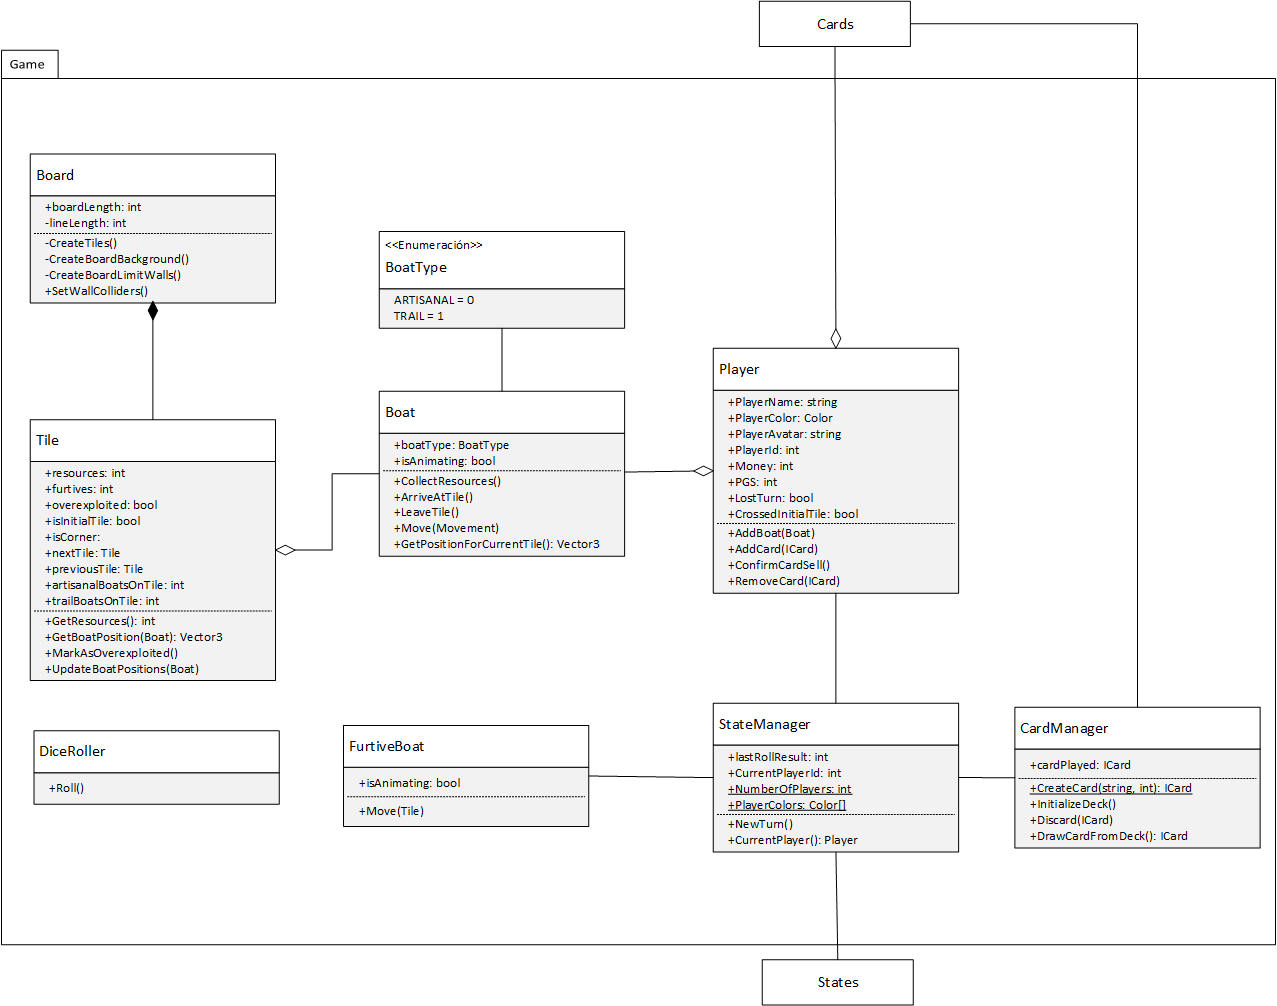 Cards
Game
Board
+boardLength: int
-lineLength: int
-CreateTiles()
-CreateBoardBackground()
-CreateBoardLimitWalls()
+SetWallColliders()
<<Enumeración>>
BoatType
ARTISANAL = 0
TRAIL = 1
Player
+PlayerName: string
+PlayerColor: Color
+PlayerAvatar: string
+PlayerId: int
+Money: int
+PGS: int
+LostTurn: bool
+CrossedInitialTile: bool
+AddBoat(Boat)
+AddCard(ICard)
+ConfirmCardSell()
+RemoveCard(ICard)
Boat
+boatType: BoatType
+isAnimating: bool
+CollectResources()
+ArriveAtTile()
+LeaveTile()
+Move(Movement)
+GetPositionForCurrentTile(): Vector3
Tile
+resources: int
+furtives: int
+overexploited: bool
+isInitialTile: bool
+isCorner:
+nextTile: Tile
+previousTile: Tile
+artisanalBoatsOnTile: int
+trailBoatsOnTile: int
+GetResources(): int
+GetBoatPosition(Boat): Vector3
+MarkAsOverexploited()
+UpdateBoatPositions(Boat)
DiceRoller
+Roll()
FurtiveBoat
+isAnimating: bool
+Move(Tile)
StateManager
+lastRollResult: int
+CurrentPlayerId: int
+NumberOfPlayers: int
+PlayerColors: Color[]
+NewTurn()
+CurrentPlayer(): Player
CardManager
+cardPlayed: ICard
+CreateCard(string, int): ICard
+InitializeDeck()
+Discard(ICard)
+DrawCardFromDeck(): ICard
States